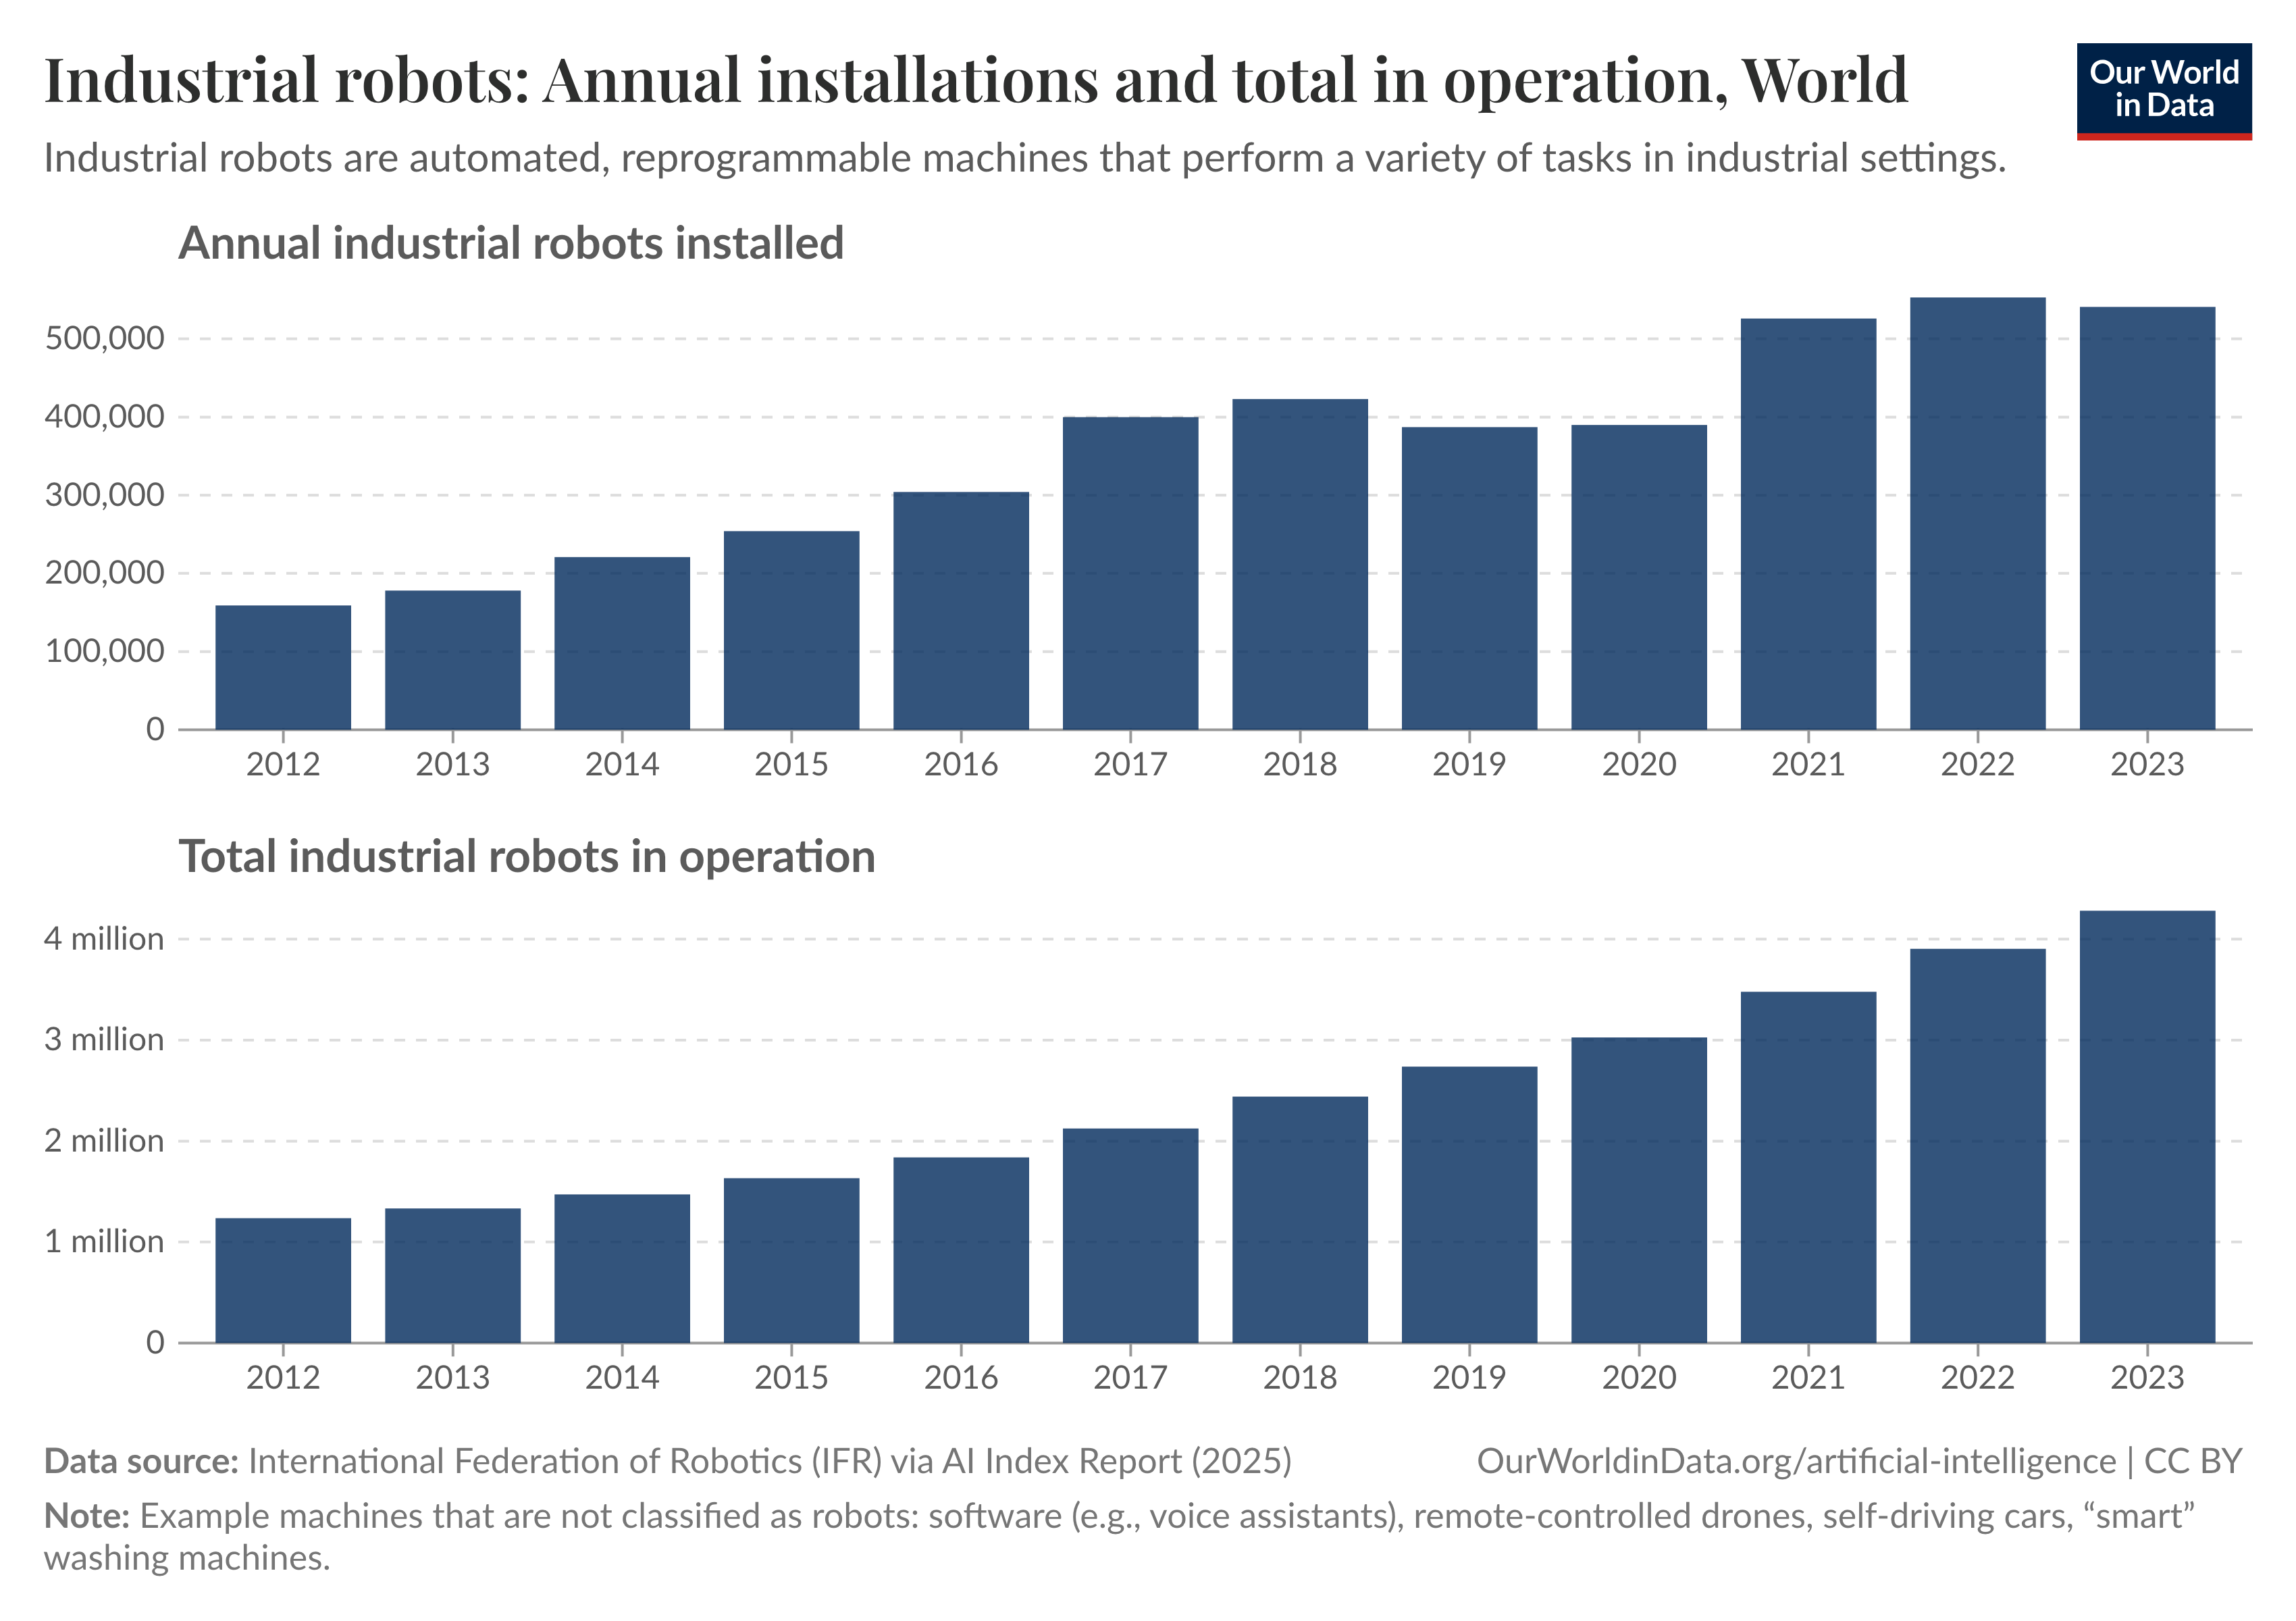 Industrial robots: Annual installations and total in operation, World
Our World
in Data
Industrial robots are automated, reprogrammable machines that perform a variety of tasks in industrial settings.
Annual industrial robots installed
500,000
400,000
300,000
200,000
100,000
0
2012 2013 2014 2015 2016 2017 2018 2019 2020 2021 2022 2023
Total industrial robots in operation
4 million
3 million
2 million
1 million
0
2012 2013 2014 2015 2016 2017 2018 2019 2020 2021 2022 2023
Data source: International Federation of Robotics (IFR) via AI Index Report (2025)
OurWorldinData.org/artificial-intelligence | CC BY
Note: Example machines that are not classified as robots: software (e.g., voice assistants), remote-controlled drones, self-driving cars, “smart”
washing machines.